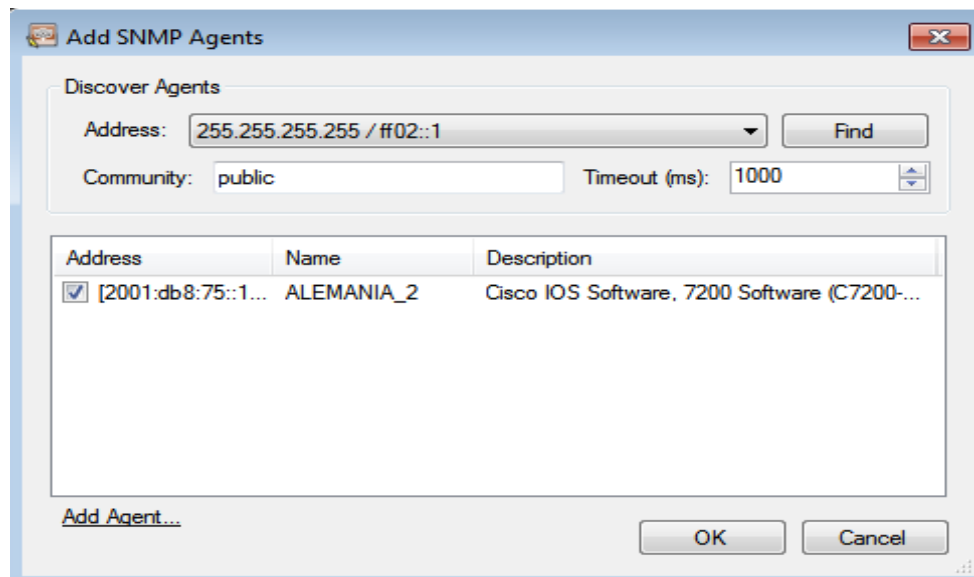 Add SNMP Agents
Discover Agents
Address: 255.255.255.255 / ff02::1 Find
Community: public Timeout (ms): 1000
Address Name Description
[2001:db8:75::1... ALEMANIA_2 Cisco IOS Software, 7200 Software (C7200-...
Add Agent...
OK Cancel